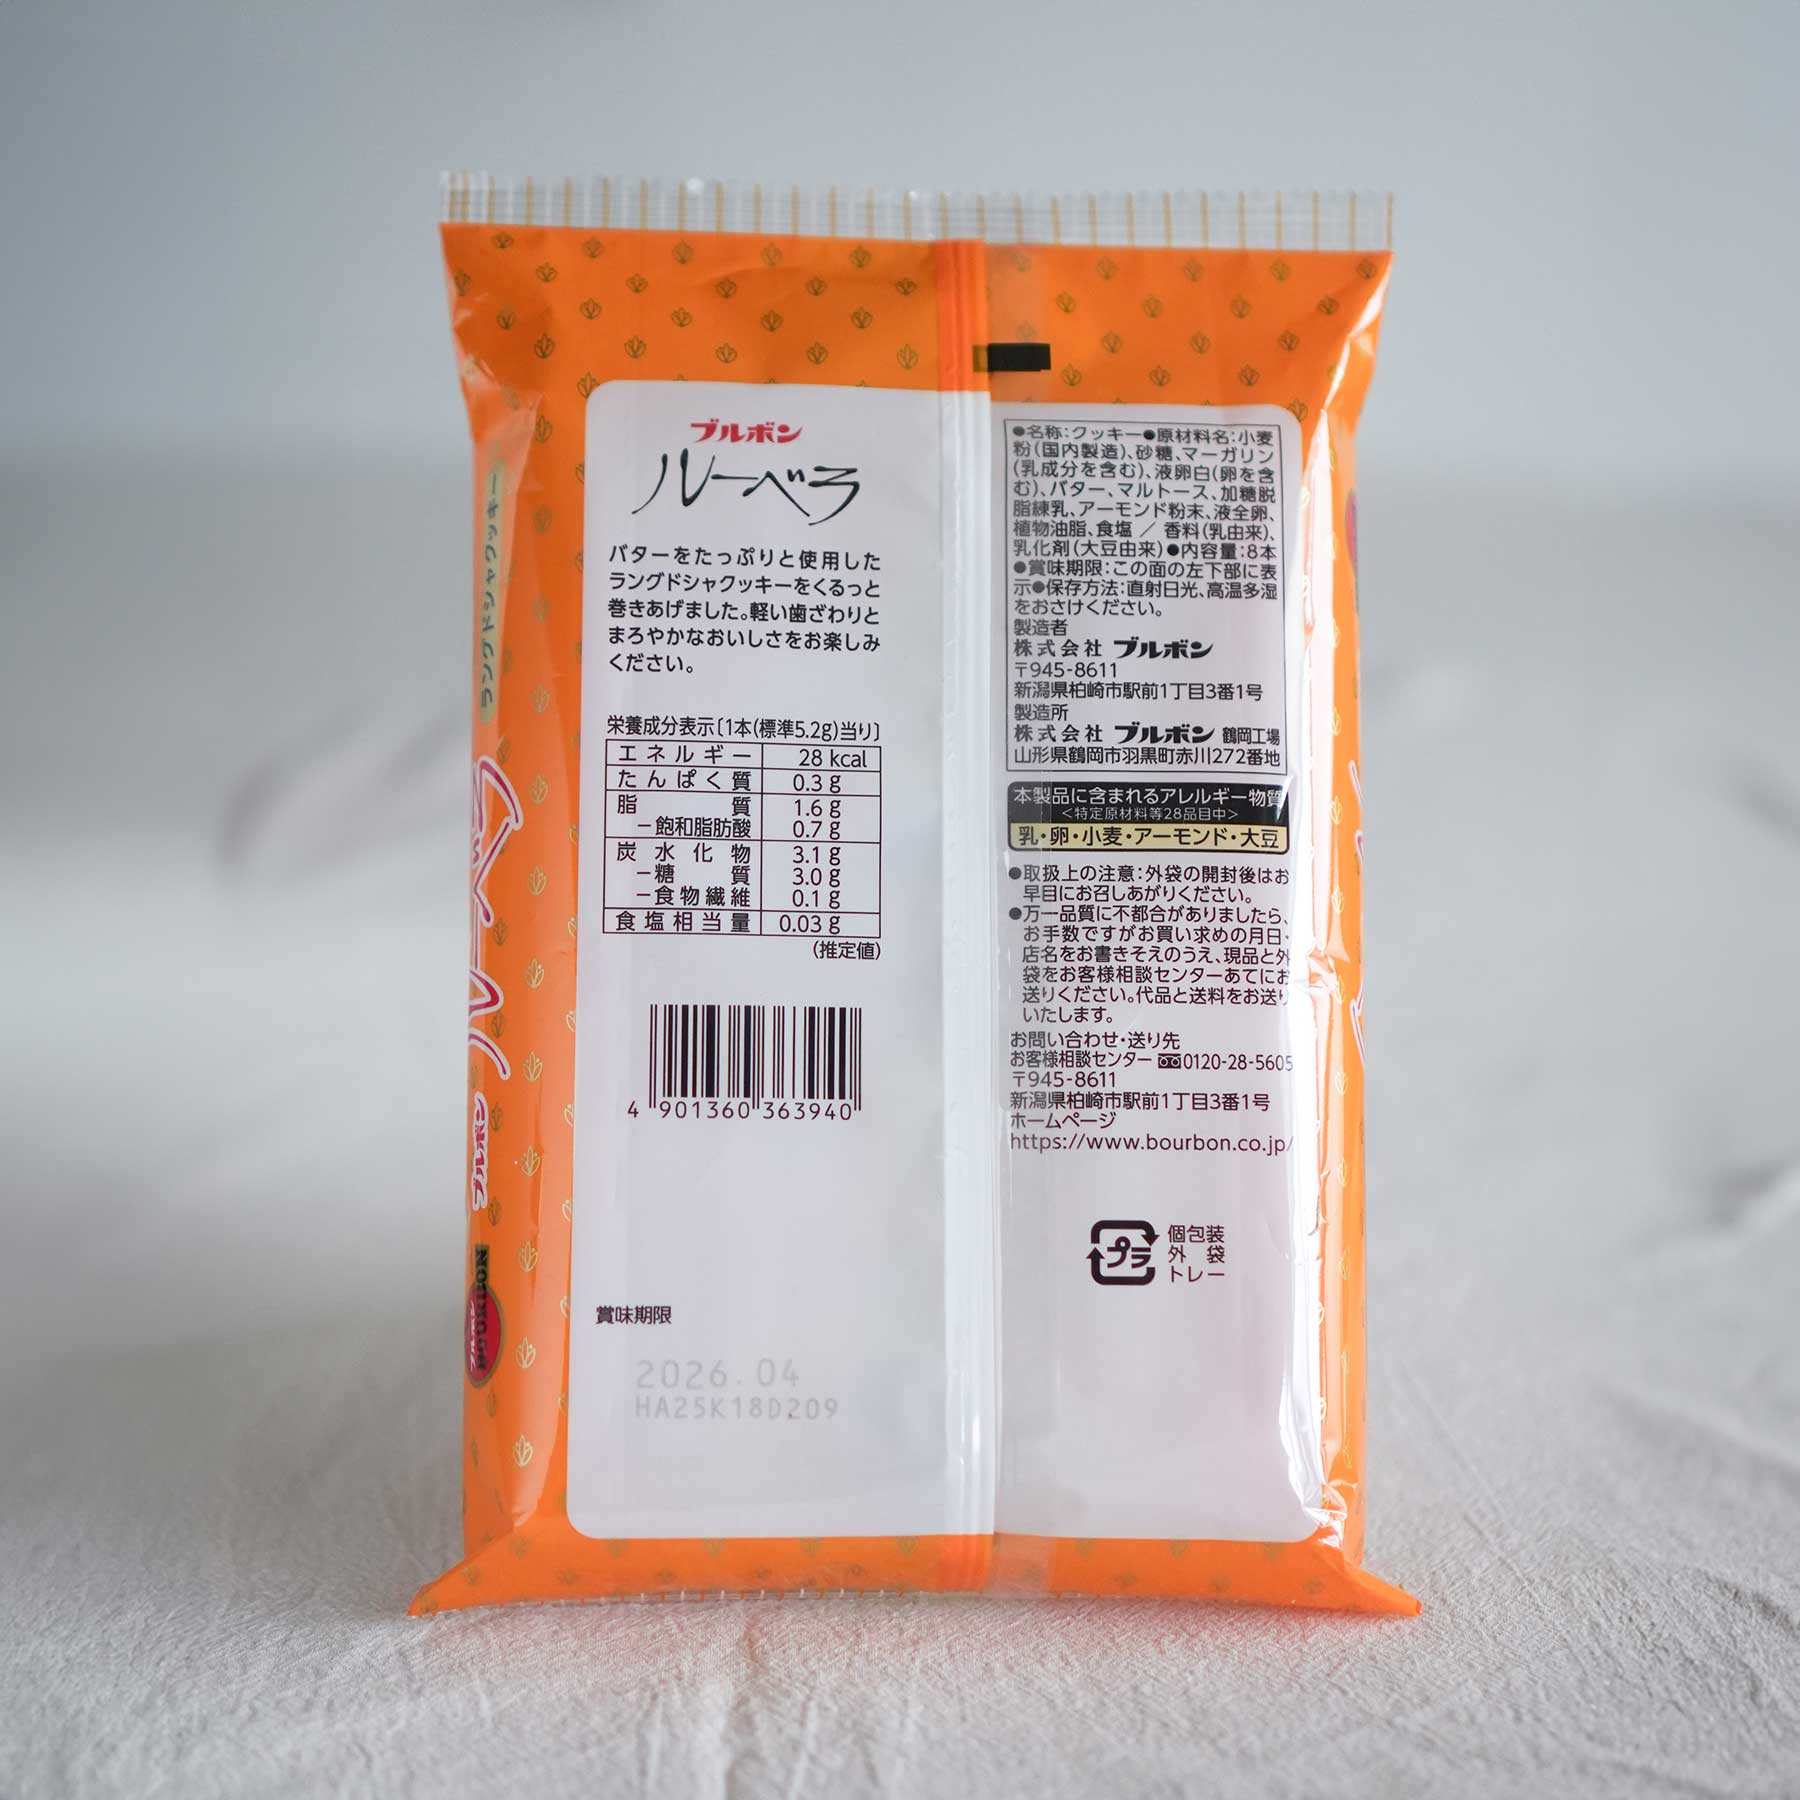 ブルボン
ルーベラ
バターをたっぷりと使用した
ラングドシャクッキーをくるっと
巻きあげました。軽い歯ざわりと
まろやかなおいしさをお楽しみ
ください。
栄養成分表示〔1本(標準5.2g)当り〕
エネルギー 28 kcal
たんぱく質 0.3 g
脂質 1.6 g
−飽和脂肪酸 0.7 g
炭水化物 3.1 g
−糖質 3.0 g
−食物繊維 0.1 g
食塩相当量 0.03 g
(推定値)
4 901360 363940
賞味期限
2026.04
HA25K18D209
●名称:クッキー●原材料名:小麦
粉(国内製造)、砂糖、マーガリン
(乳成分を含む)、液卵白(卵を含
む)、バター、マルトース、加糖脱
脂練乳、アーモンド粉末、液全卵、
植物油脂、食塩 ／ 香料(乳由来)、
乳化剤(大豆由来)●内容量:8本
●賞味期限:この面の左下部に表
示●保存方法:直射日光、高温多湿
をおさけください。
製造者
株式会社 ブルボン
〒945-8611
新潟県柏崎市駅前1丁目3番1号
製造所
株式会社 ブルボン 鶴岡工場
山形県鶴岡市羽黒町赤川272番地
本製品に含まれるアレルギー物質
<特定原材料等28品目中>
乳・卵・小麦・アーモンド・大豆
●取扱上の注意:外袋の開封後はお
早目にお召しあがりください。
●万一品質に不都合がありましたら、
お手数ですがお買い求めの月日・
店名をお書きそえのうえ、現品と外
袋をお客様相談センターあてにお
送りください。代品と送料をお送り
いたします。
お問い合わせ・送り先
お客様相談センター 0120-28-5605
〒945-8611
新潟県柏崎市駅前1丁目3番1号
ホームページ
https://www.bourbon.co.jp/
プラ
個包装
外袋
トレー
ラングドシャクッキー
ルーベラ
ブルボン
ブルボン
BOURBON